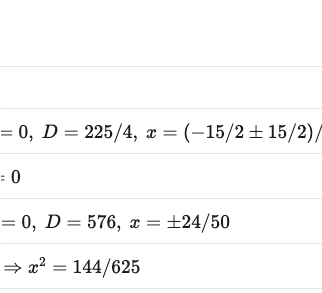 = 0, D = 225/4, x = (−15/2 ± 15/2)/
= 0
= 0, D = 576, x = ±24/50
⇒ x² = 144/625